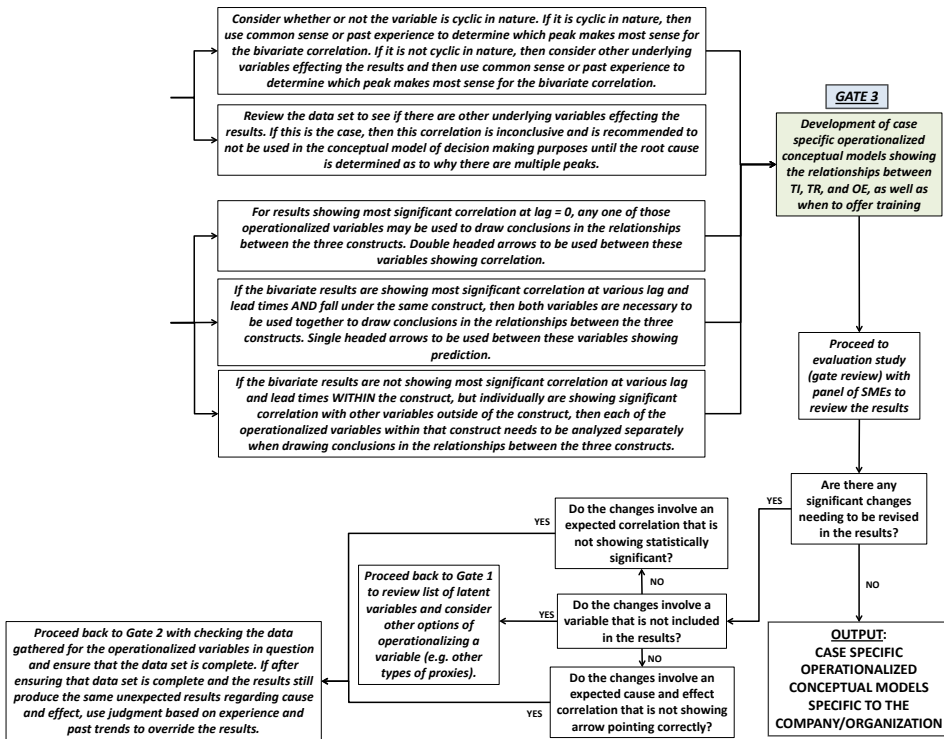 Consider whether or not the variable is cyclic in nature. If it is cyclic in nature, then
use common sense or past experience to determine which peak makes most sense for
the bivariate correlation. If it is not cyclic in nature, then consider other underlying
variables effecting the results and then use common sense or past experience to
determine which peak makes most sense for the bivariate correlation.
Review the data set to see if there are other underlying variables effecting the
results. If this is the case, then this correlation is inconclusive and is recommended to
not be used in the conceptual model of decision making purposes until the root cause
is determined as to why there are multiple peaks.
For results showing most significant correlation at lag = 0, any one of those
operationalized variables may be used to draw conclusions in the relationships
between the three constructs. Double headed arrows to be used between these
variables showing correlation.
If the bivariate results are showing most significant correlation at various lag and
lead times AND fall under the same construct, then both variables are necessary to
be used together to draw conclusions in the relationships between the three
constructs. Single headed arrows to be used between these variables showing
prediction.
If the bivariate results are not showing most significant correlation at various lag
and lead times WITHIN the construct, but individually are showing significant
correlation with other variables outside of the construct, then each of the
operationalized variables within that construct needs to be analyzed separately
when drawing conclusions in the relationships between the three constructs.
GATE 3
Development of case
specific operationalized
conceptual models showing
the relationships between
TI, TR, and OE, as well as
when to offer training
Proceed to
evaluation study
(gate review) with
panel of SMEs to
review the results
Are there any
significant changes
needing to be revised
in the results?
YES
NO
Do the changes involve an
expected correlation that is
not showing statistically
significant?
YES
NO
Do the changes involve a
variable that is not included
in the results?
YES
NO
Do the changes involve an
expected cause and effect
correlation that is not showing
arrow pointing correctly?
YES
Proceed back to Gate 1
to review list of latent
variables and consider
other options of
operationalizing a
variable (e.g. other
types of proxies).
Proceed back to Gate 2 with checking the data
gathered for the operationalized variables in question
and ensure that the data set is complete. If after
ensuring that data set is complete and the results still
produce the same unexpected results regarding cause
and effect, use judgment based on experience and
past trends to override the results.
OUTPUT:
CASE SPECIFIC
OPERATIONALIZED
CONCEPTUAL MODELS
SPECIFIC TO THE
COMPANY/ORGANIZATION